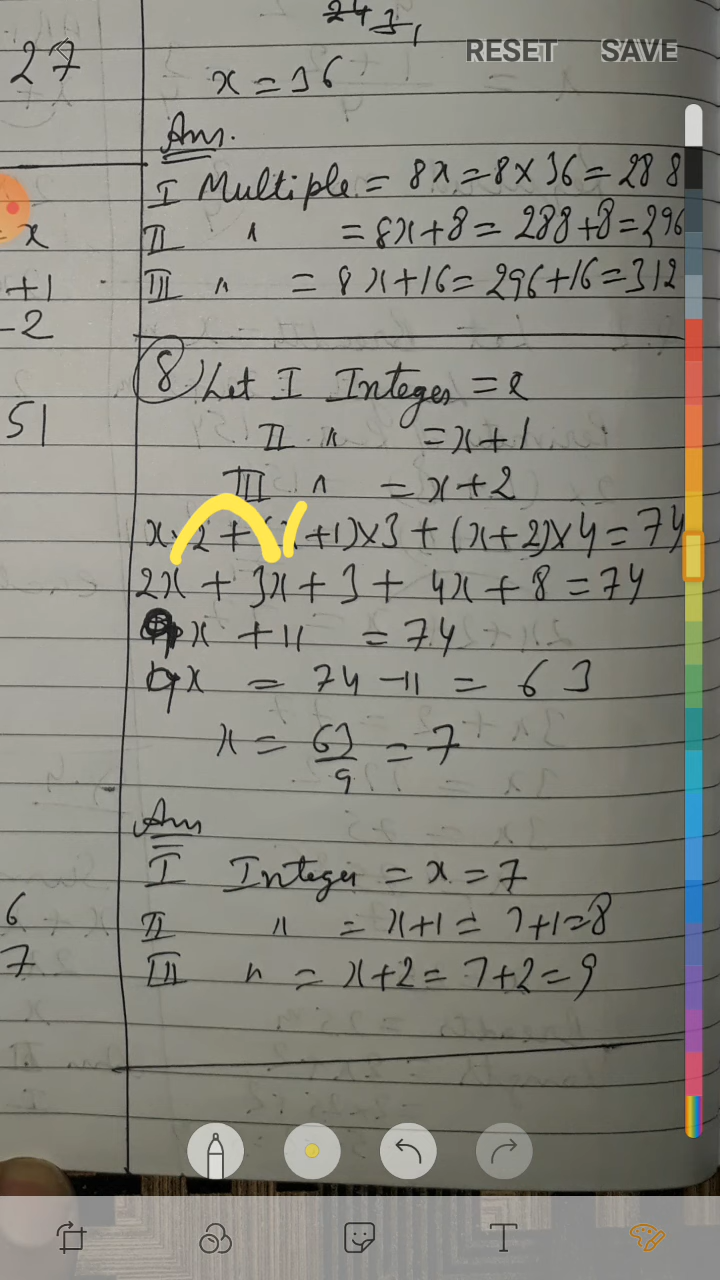 RESET SAVE
24 3
27
x = 36
Ans.
I Multiple = 8x = 8 x 36 = 288
x
II " = 8x+8 = 288+8 = 296
+1
III " = 8x+16 = 296+16 = 312
-2
8) Let I Integer = x
51
II " = x+1
III " = x+2
x × 2 + (x+1)×3 + (x+2)×4 = 74
2x + 3x + 3 + 4x + 8 = 74
9x + 11 = 74
9x = 74 - 11 = 63
x = 63/9 = 7
Ans
I Integer = x = 7
6
II " = x+1 = 7+1 = 8
7
III " = x+2 = 7+2 = 9
T